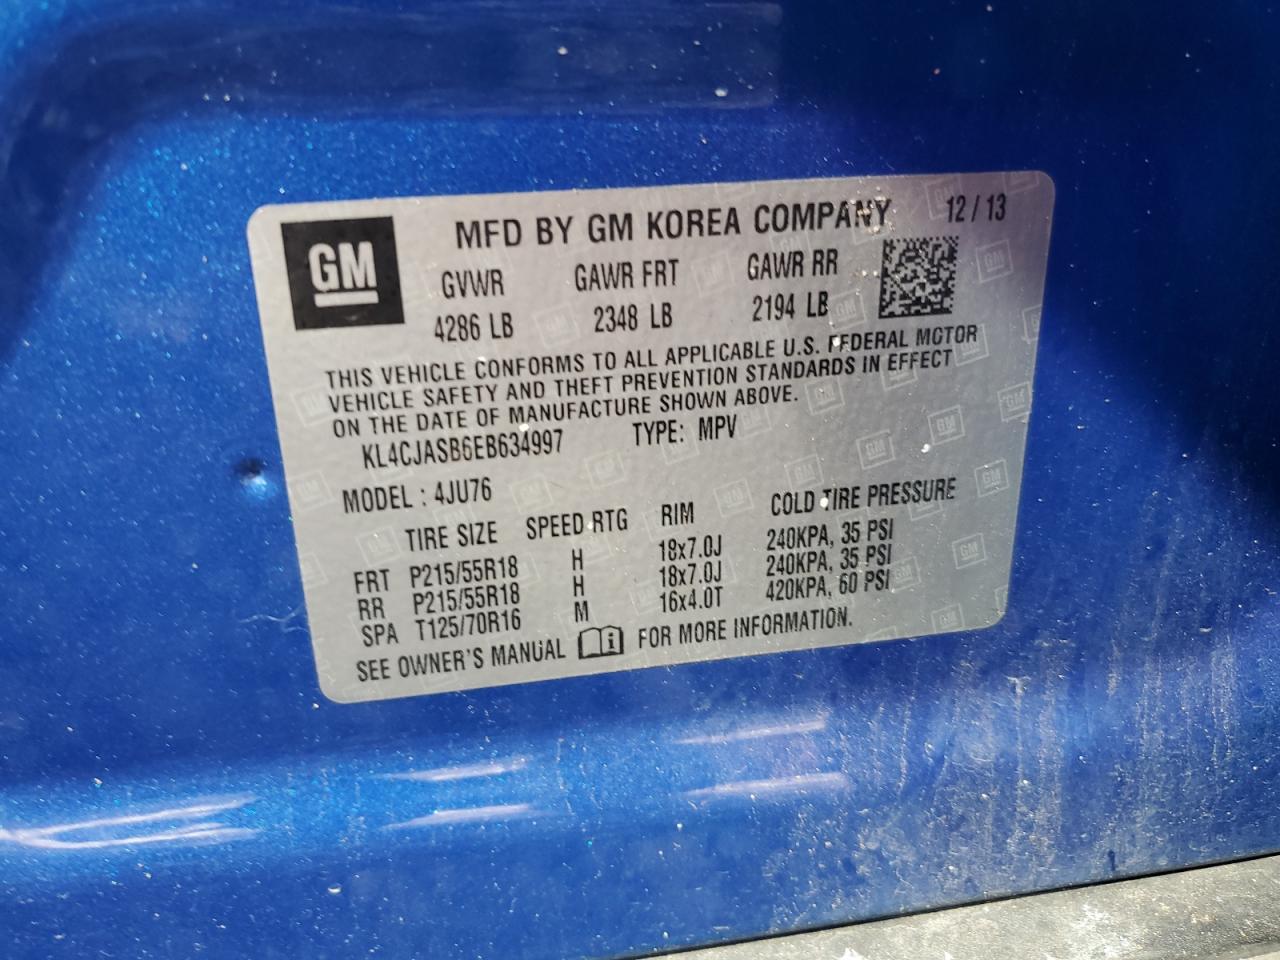 GM
MFD BY GM KOREA COMPANY 12 / 13
GVWR GAWR FRT GAWR RR
4286 LB 2348 LB 2194 LB
THIS VEHICLE CONFORMS TO ALL APPLICABLE U.S. FEDERAL MOTOR
VEHICLE SAFETY AND THEFT PREVENTION STANDARDS IN EFFECT
ON THE DATE OF MANUFACTURE SHOWN ABOVE.
KL4CJASB6EB634997 TYPE: MPV
MODEL : 4JU76
TIRE SIZE SPEED RTG RIM COLD TIRE PRESSURE
FRT P215/55R18 H 18x7.0J 240KPA, 35 PSI
RR P215/55R18 H 18x7.0J 240KPA, 35 PSI
SPA T125/70R16 M 16x4.0T 420KPA, 60 PSI
SEE OWNER'S MANUAL i FOR MORE INFORMATION.